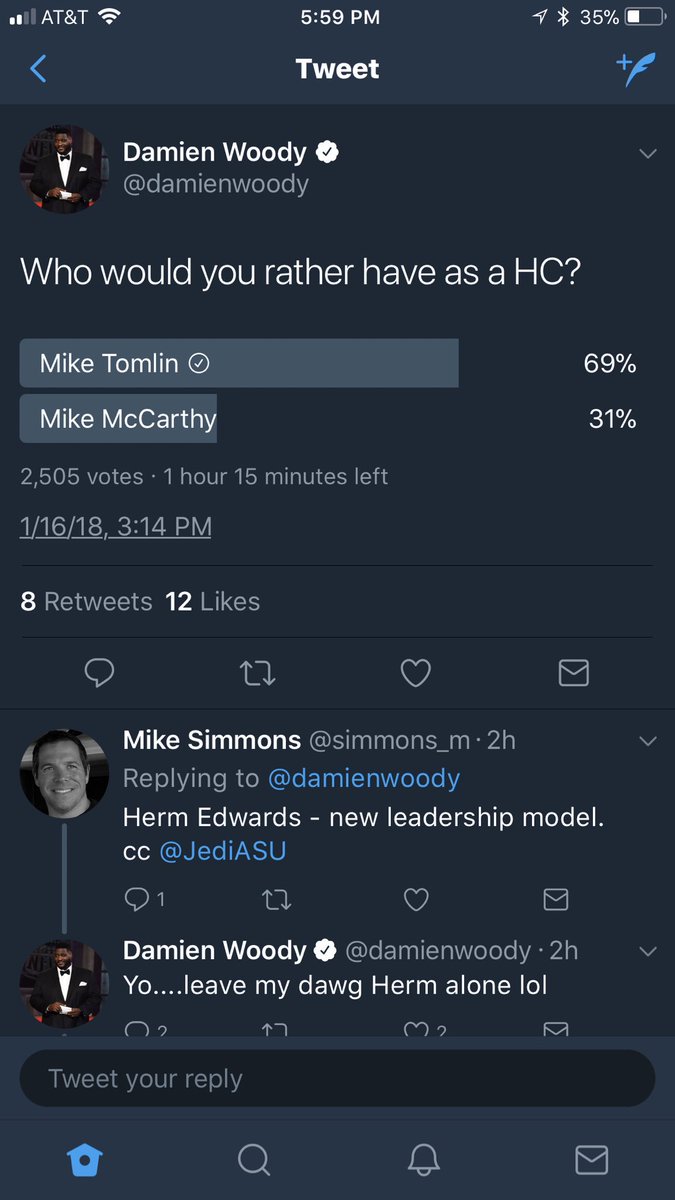 AT&T 5:59 PM 35%
Tweet
Damien Woody
@damienwoody
Who would you rather have as a HC?
Mike Tomlin 69%
Mike McCarthy 31%
2,505 votes · 1 hour 15 minutes left
1/16/18, 3:14 PM
8 Retweets 12 Likes
Mike Simmons @simmons_m · 2h
Replying to @damienwoody
Herm Edwards - new leadership model.
cc @JediASU
1
Damien Woody @damienwoody · 2h
Yo....leave my dawg Herm alone lol
2 2
Tweet your reply